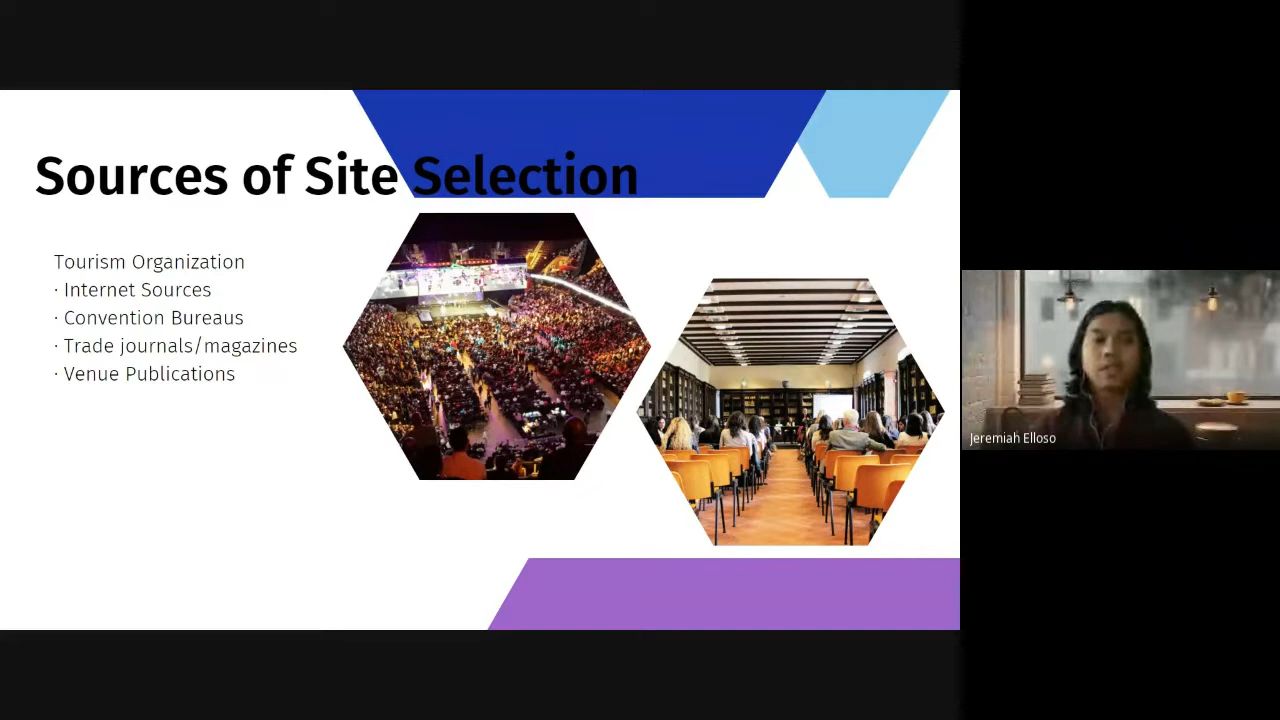 Sources of Site Selection
Tourism Organization
· Internet Sources
· Convention Bureaus
· Trade journals/magazines
· Venue Publications
Jeremiah Elloso